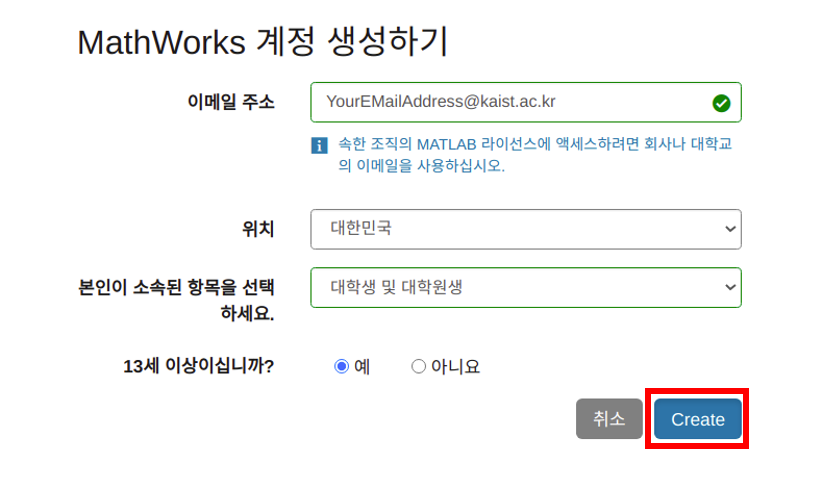 MathWorks 계정 생성하기
이메일 주소
YourEMailAddress@kaist.ac.kr
속한 조직의 MATLAB 라이선스에 액세스하려면 회사나 대학교
의 이메일을 사용하십시오.
위치
대한민국
본인이 소속된 항목을 선택
하세요.
대학생 및 대학원생
13세 이상이십니까?
예
아니요
취소
Create